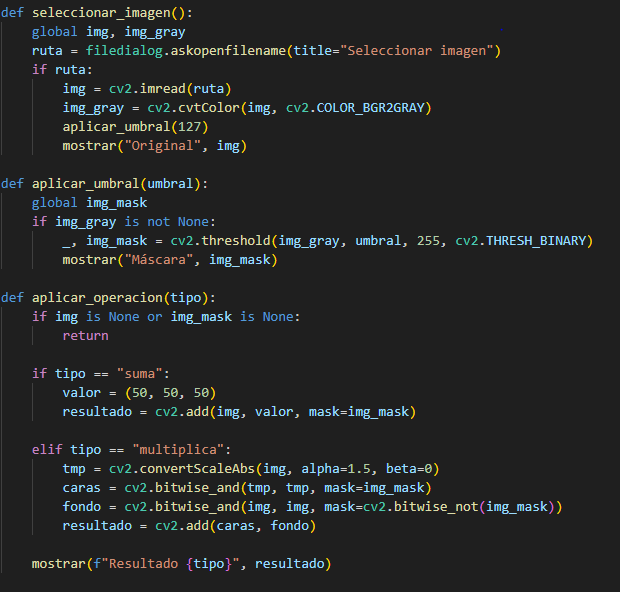 def seleccionar_imagen():
    global img, img_gray
    ruta = filedialog.askopenfilename(title="Seleccionar imagen")
    if ruta:
        img = cv2.imread(ruta)
        img_gray = cv2.cvtColor(img, cv2.COLOR_BGR2GRAY)
        aplicar_umbral(127)
        mostrar("Original", img)

def aplicar_umbral(umbral):
    global img_mask
    if img_gray is not None:
        _, img_mask = cv2.threshold(img_gray, umbral, 255, cv2.THRESH_BINARY)
        mostrar("Máscara", img_mask)

def aplicar_operacion(tipo):
    if img is None or img_mask is None:
        return

    if tipo == "suma":
        valor = (50, 50, 50)
        resultado = cv2.add(img, valor, mask=img_mask)

    elif tipo == "multiplica":
        tmp = cv2.convertScaleAbs(img, alpha=1.5, beta=0)
        caras = cv2.bitwise_and(tmp, tmp, mask=img_mask)
        fondo = cv2.bitwise_and(img, img, mask=cv2.bitwise_not(img_mask))
        resultado = cv2.add(caras, fondo)

    mostrar(f"Resultado {tipo}", resultado)